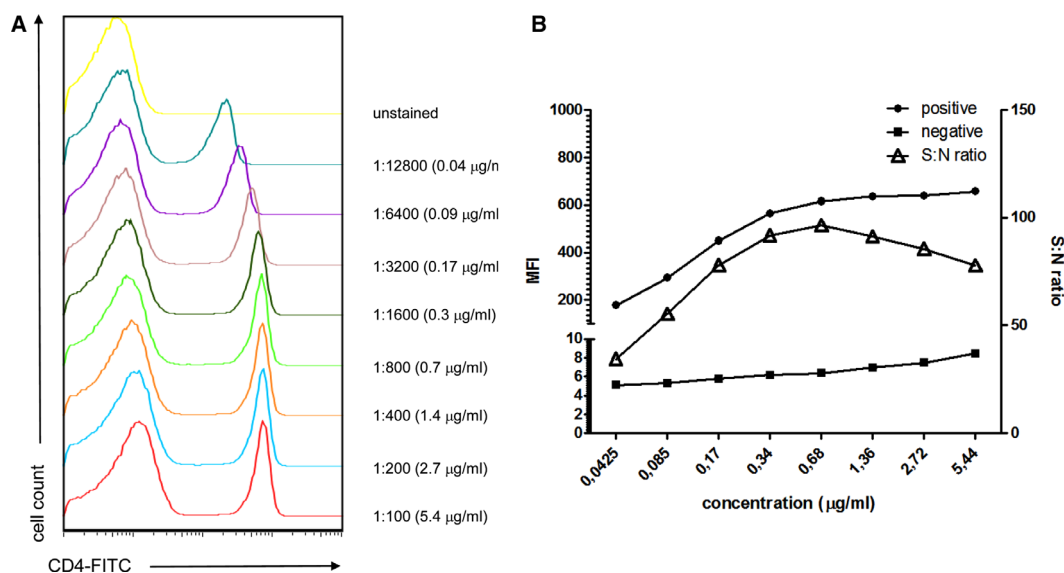 A
unstained
1:12800 (0.04 µg/n
1:6400 (0.09 µg/ml
1:3200 (0.17 µg/ml
1:1600 (0.3 µg/ml)
1:800 (0.7 µg/ml)
1:400 (1.4 µg/ml)
1:200 (2.7 µg/ml)
1:100 (5.4 µg/ml)
cell count
CD4-FITC
B
positive
negative
S:N ratio
MFI
1000
800
600
400
200
10
8
6
4
2
0
150
100
50
0
S:N ratio
0,0425
0,085
0,17
0,34
0,68
1,36
2,72
5,44
concentration (µg/ml)